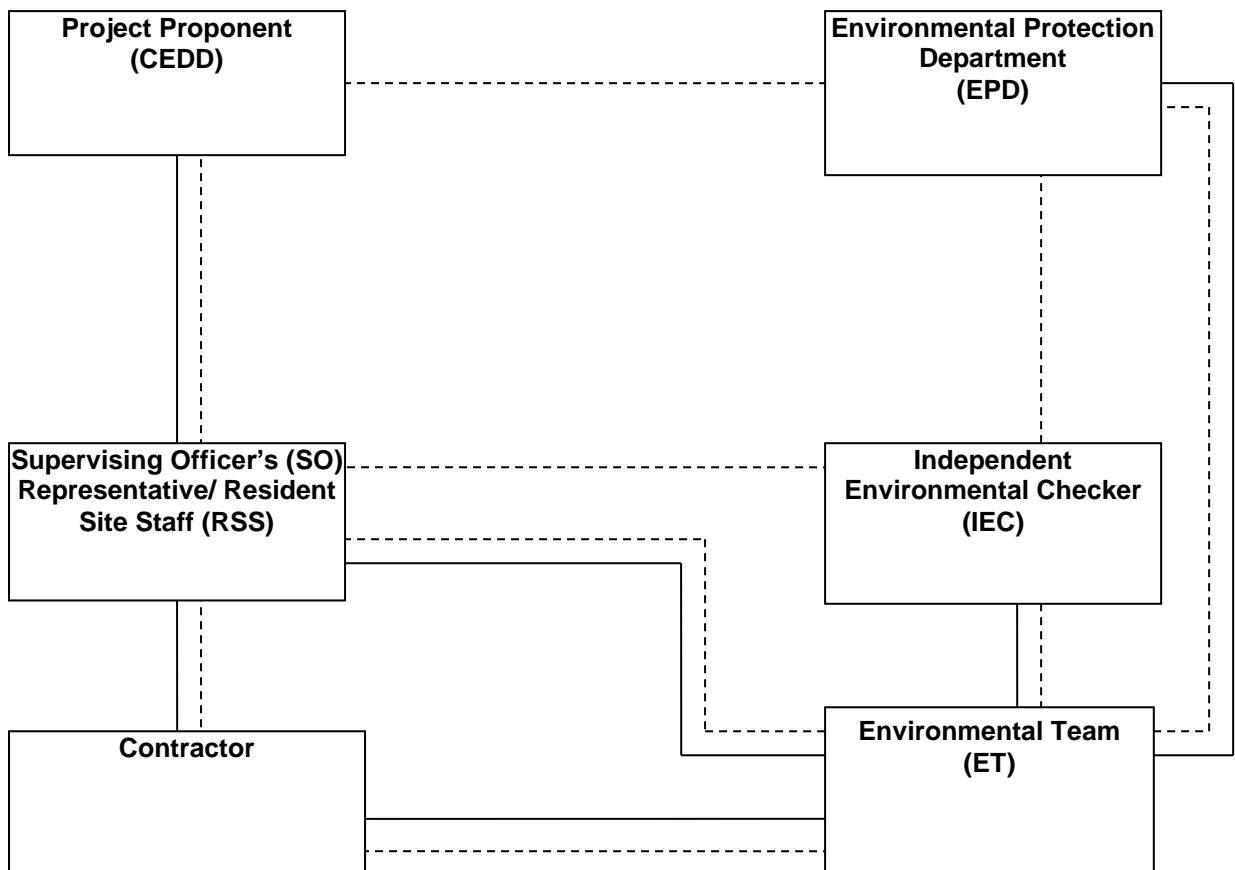 Project Proponent
(CEDD)
Environmental Protection
Department
(EPD)
Supervising Officer's (SO)
Representative/ Resident
Site Staff (RSS)
Independent
Environmental Checker
(IEC)
Contractor
Environmental Team
(ET)